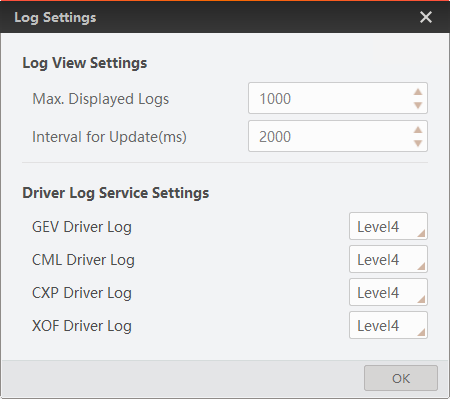 Log Settings
Log View Settings
Max. Displayed Logs 1000
Interval for Update(ms) 2000
Driver Log Service Settings
GEV Driver Log Level4
CML Driver Log Level4
CXP Driver Log Level4
XOF Driver Log Level4
OK